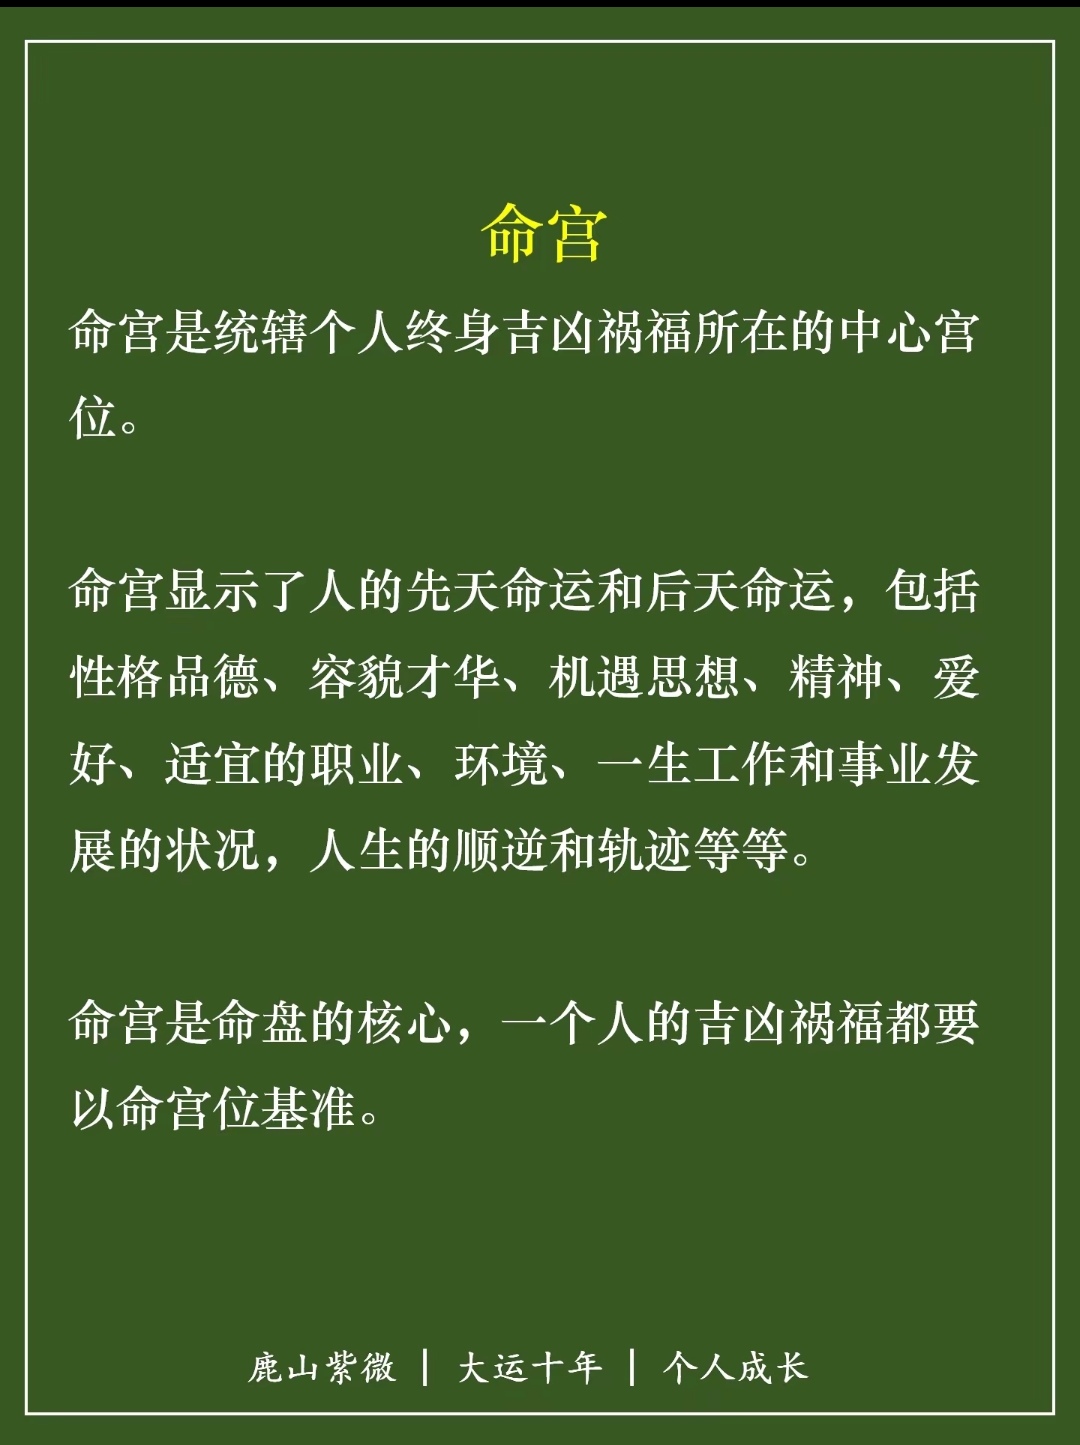 命宫
命宫是统辖个人终身吉凶祸福所在的中心宫
位。
命宫显示了人的先天命运和后天命运，包括
性格品德、容貌才华、机遇思想、精神、爱
好、适宜的职业、环境、一生工作和事业发
展的状况，人生的顺逆和轨迹等等。
命宫是命盘的核心，一个人的吉凶祸福都要
以命宫位基准。
鹿山紫微 | 大运十年 | 个人成长